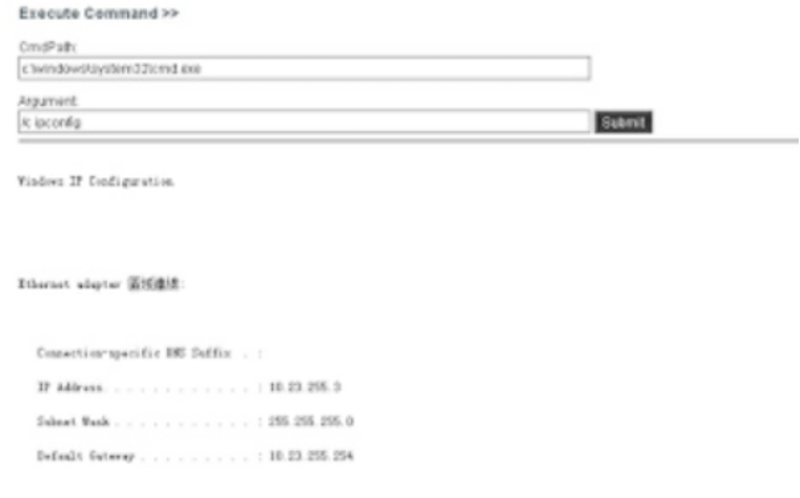 Execute Command >>
CmdPath:
c:\windows\system32\cmd.exe
Argument:
/c ipconfig
Submit
Windows IP Configuration
Ethernet adapter 區域連線:
Connection-specific DNS Suffix . :
IP Address. . . . . . . . . . . . : 10.23.255.3
Subnet Mask . . . . . . . . . . . : 255.255.255.0
Default Gateway . . . . . . . . . : 10.23.255.254